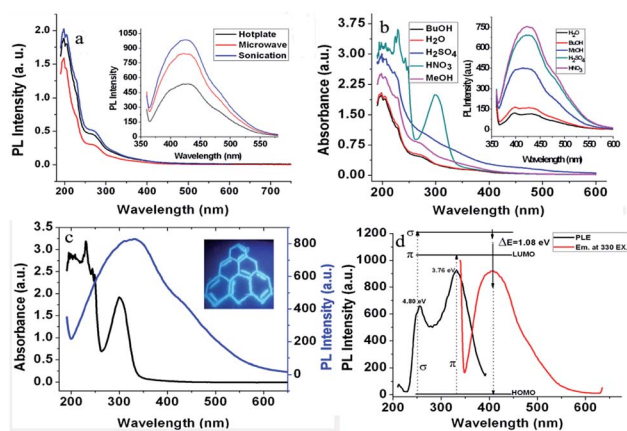 a
PL Intensity (a. u.)
2.0
1.5
1.0
0.5
0.0
200 300 400 500 600 700
Wavelength (nm)
PL Intensity
1000
800
600
400
200
0
Hotplate
Microwave
Sonication
350 400 450 500 550
Wavelength (nm)
b
Absorbance (a.u.)
3.75
3.00
2.25
1.50
0.75
0.00
200 300 400 500 600
Wavelength (nm)
BuOH
H₂O
H₂SO₄
HNO₃
MeOH
PL Intensity(a.u)
750
600
450
300
150
0
H₂O
BuOH
MeOH
H₂SO₄
HNO₃
360 400 450 500 550 600
Wavelength(nm)
c
Absorbance (a.u.)
3.5
3.0
2.5
2.0
1.5
1.0
0.5
0.0
200 300 400 500 600
Wavelength (nm)
800
600
400
200
0
PL Intensity (a.u.)
d
PL Intensity (a.u.)
1200
1000
800
600
400
200
0
200 300 400 500 600
Wavelength (nm)
PLE
Em. at 330 EX.
σ
ΔE=1.08 eV
π
LUMO
3.76 eV
4.80 eV
σ
π
HOMO